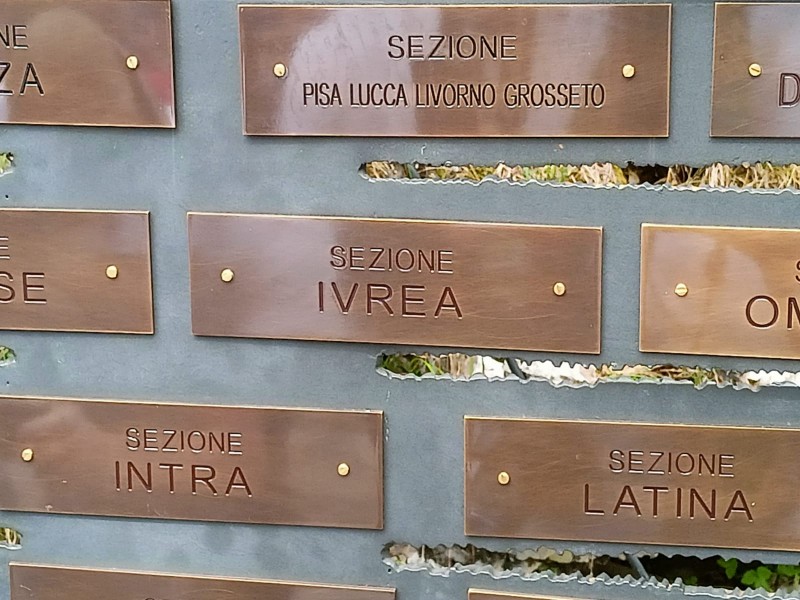 SEZIONE
PISA LUCCA LIVORNO GROSSETO
SEZIONE
IVREA
SEZIONE
INTRA
SEZIONE
LATINA